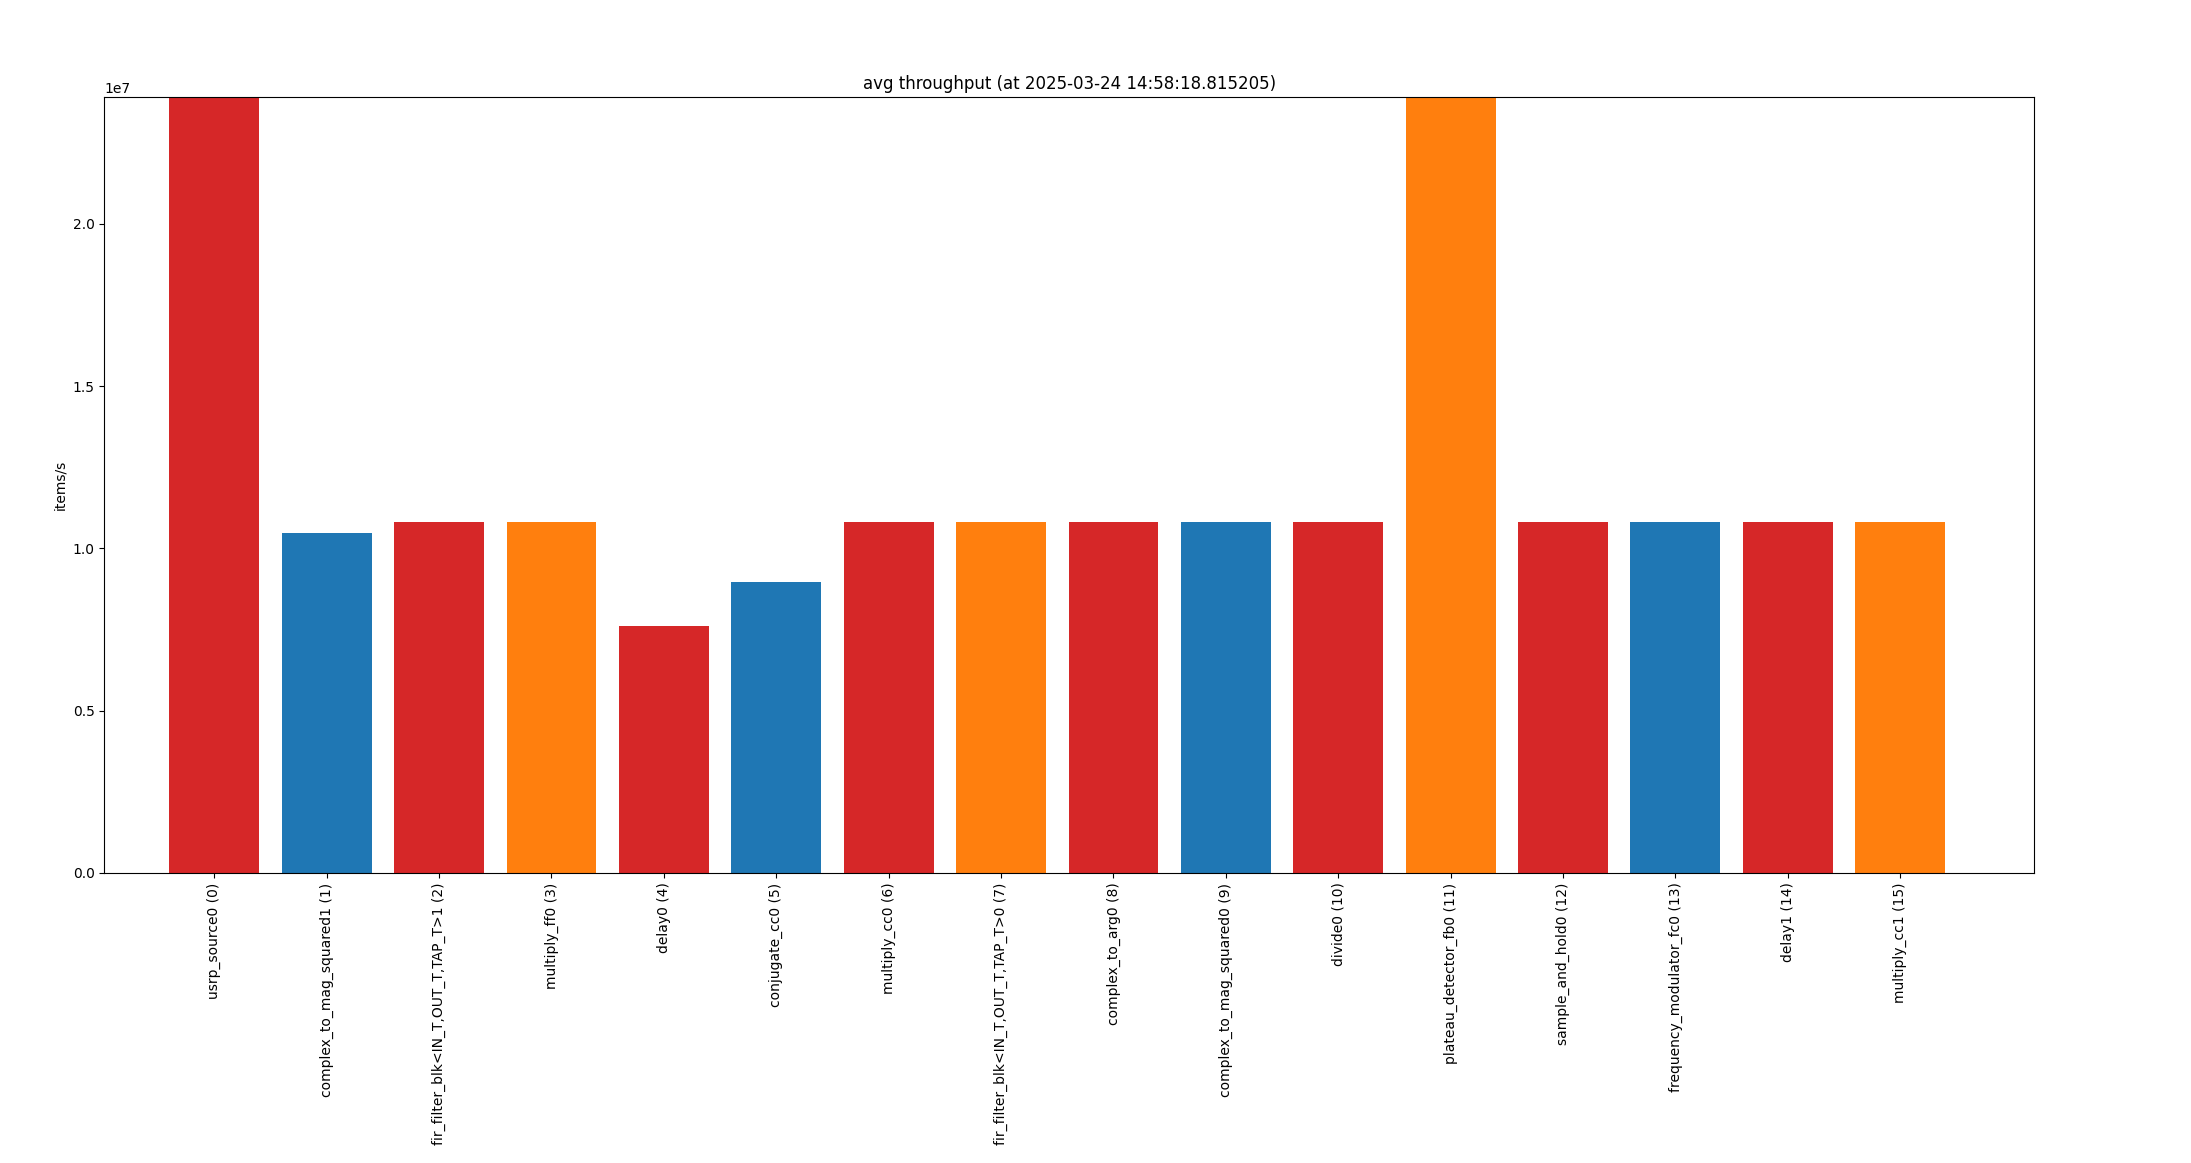 avg throughput (at 2025-03-24 14:58:18.815205)
1e7
2.0
1.5
1.0
0.5
0.0
items/s
usrp_source0 (0)
complex_to_mag_squared1 (1)
fir_filter_blk<IN_T,OUT_T,TAP_T>1 (2)
multiply_ff0 (3)
delay0 (4)
conjugate_cc0 (5)
multiply_cc0 (6)
fir_filter_blk<IN_T,OUT_T,TAP_T>0 (7)
complex_to_arg0 (8)
complex_to_mag_squared0 (9)
divide0 (10)
plateau_detector_fb0 (11)
sample_and_hold0 (12)
frequency_modulator_fc0 (13)
delay1 (14)
multiply_cc1 (15)